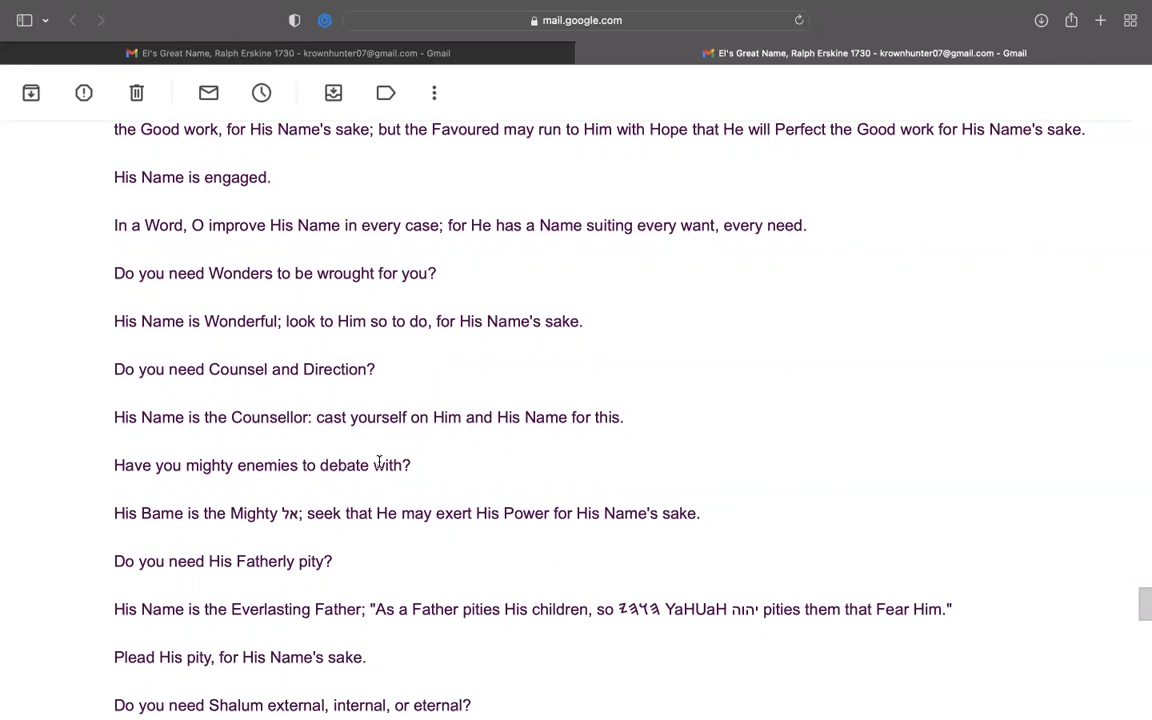 mail.google.com
El's Great Name, Ralph Erskine 1730 - krownhunter07@gmail.com - Gmail
El's Great Name, Ralph Erskine 1730 - krownhunter07@gmail.com - Gmail
the Good work, for His Name's sake; but the Favoured may run to Him with Hope that He will Perfect the Good work for His Name's sake.
His Name is engaged.
In a Word, O improve His Name in every case; for He has a Name suiting every want, every need.
Do you need Wonders to be wrought for you?
His Name is Wonderful; look to Him so to do, for His Name's sake.
Do you need Counsel and Direction?
His Name is the Counsellor: cast yourself on Him and His Name for this.
Have you mighty enemies to debate with?
His Bame is the Mighty אל; seek that He may exert His Power for His Name's sake.
Do you need His Fatherly pity?
His Name is the Everlasting Father; "As a Father pities His children, so 𐤉𐤄𐤅𐤄 YaHUaH יהוה pities them that Fear Him."
Plead His pity, for His Name's sake.
Do you need Shalum external, internal, or eternal?